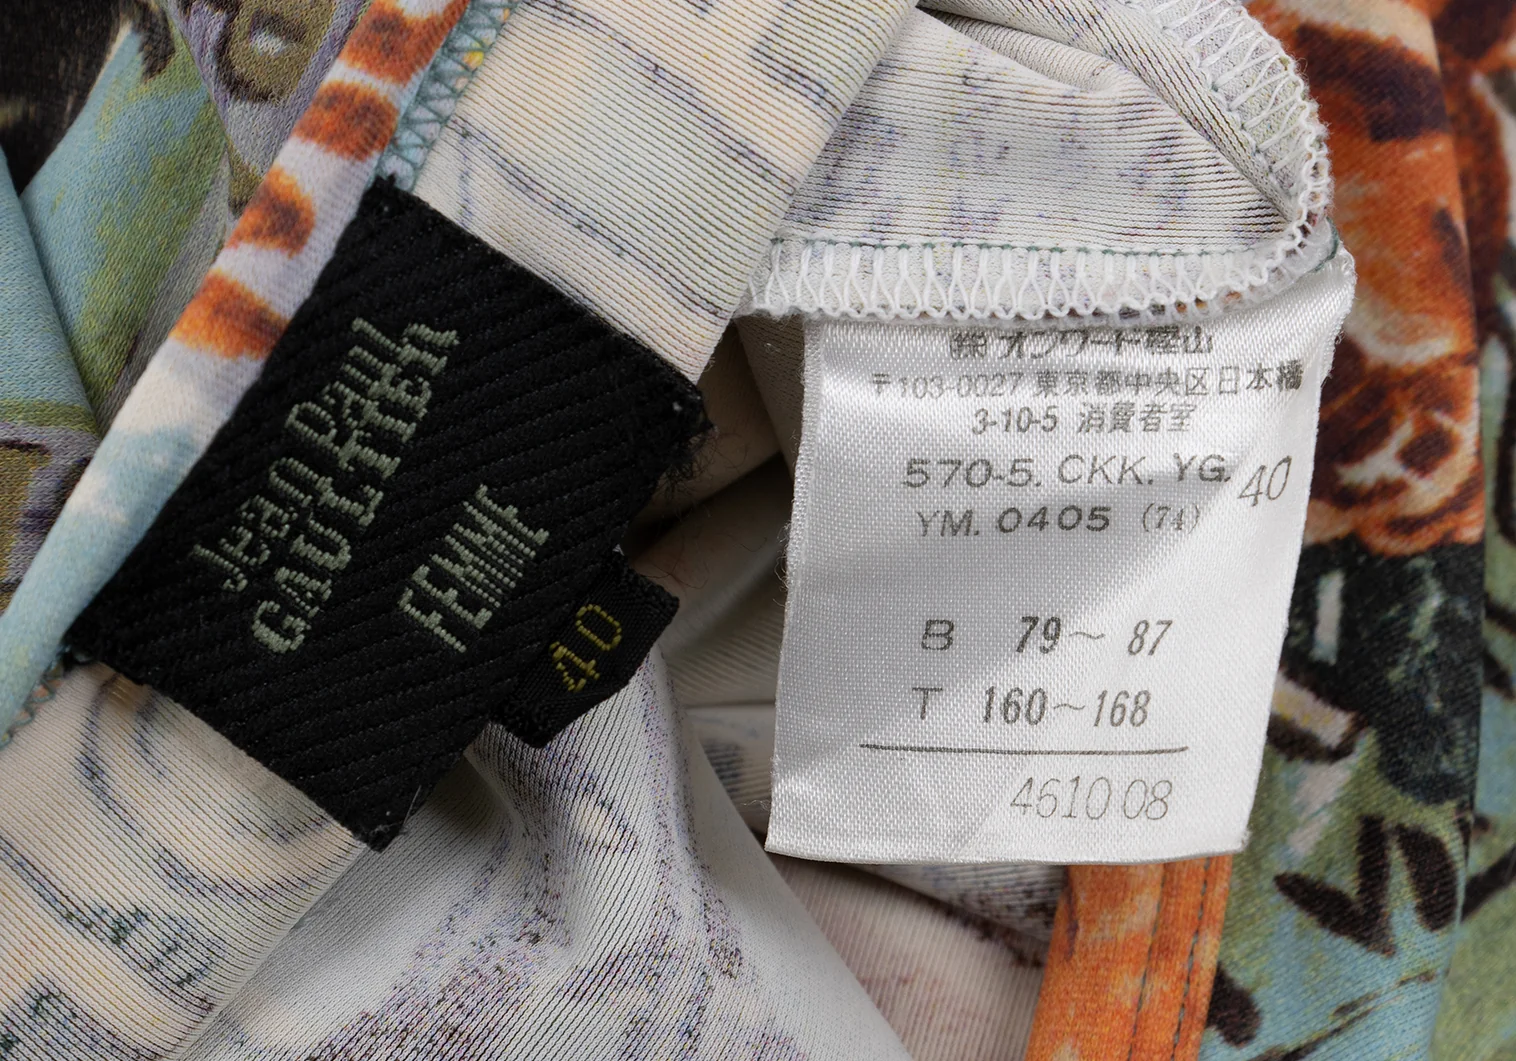 Jean Paul
GAULTIER
FEMME
40
㈱オンワード樫山
〒103-0027 東京都中央区日本橋
3-10-5 消費者室
570-5. CKK. YG. 40
YM. 0405 (74)
B 79～ 87
T 160～168
4610 08